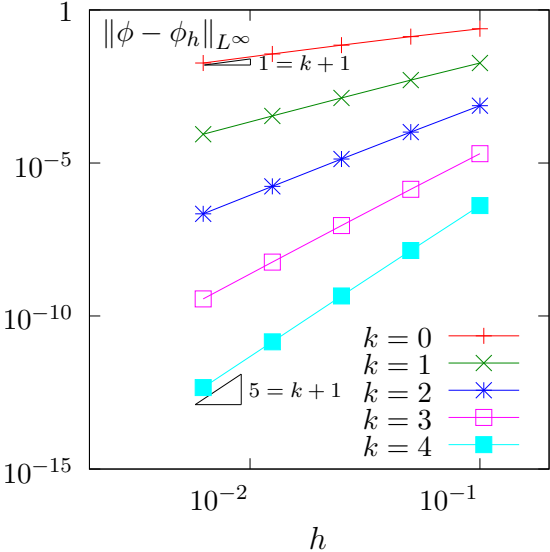 1
‖ϕ − ϕ_h‖_{L^∞}
1 = k + 1
10^{−5}
10^{−10}
k = 0
k = 1
5 = k + 1
k = 2
k = 3
k = 4
10^{−15}
10^{−2}
10^{−1}
h